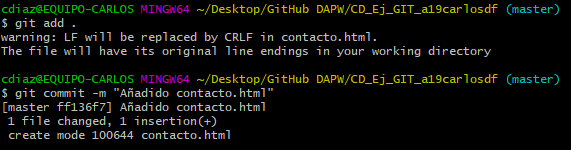 cdiaz@EQUIPO-CARLOS MINGW64 ~/Desktop/GitHub DAPW/CD_Ej_GIT_a19carlosdf (master)
$ git add .
warning: LF will be replaced by CRLF in contacto.html.
The file will have its original line endings in your working directory
cdiaz@EQUIPO-CARLOS MINGW64 ~/Desktop/GitHub DAPW/CD_Ej_GIT_a19carlosdf (master)
$ git commit -m "Añadido contacto.html"
[master ff136f7] Añadido contacto.html
 1 file changed, 1 insertion(+)
 create mode 100644 contacto.html